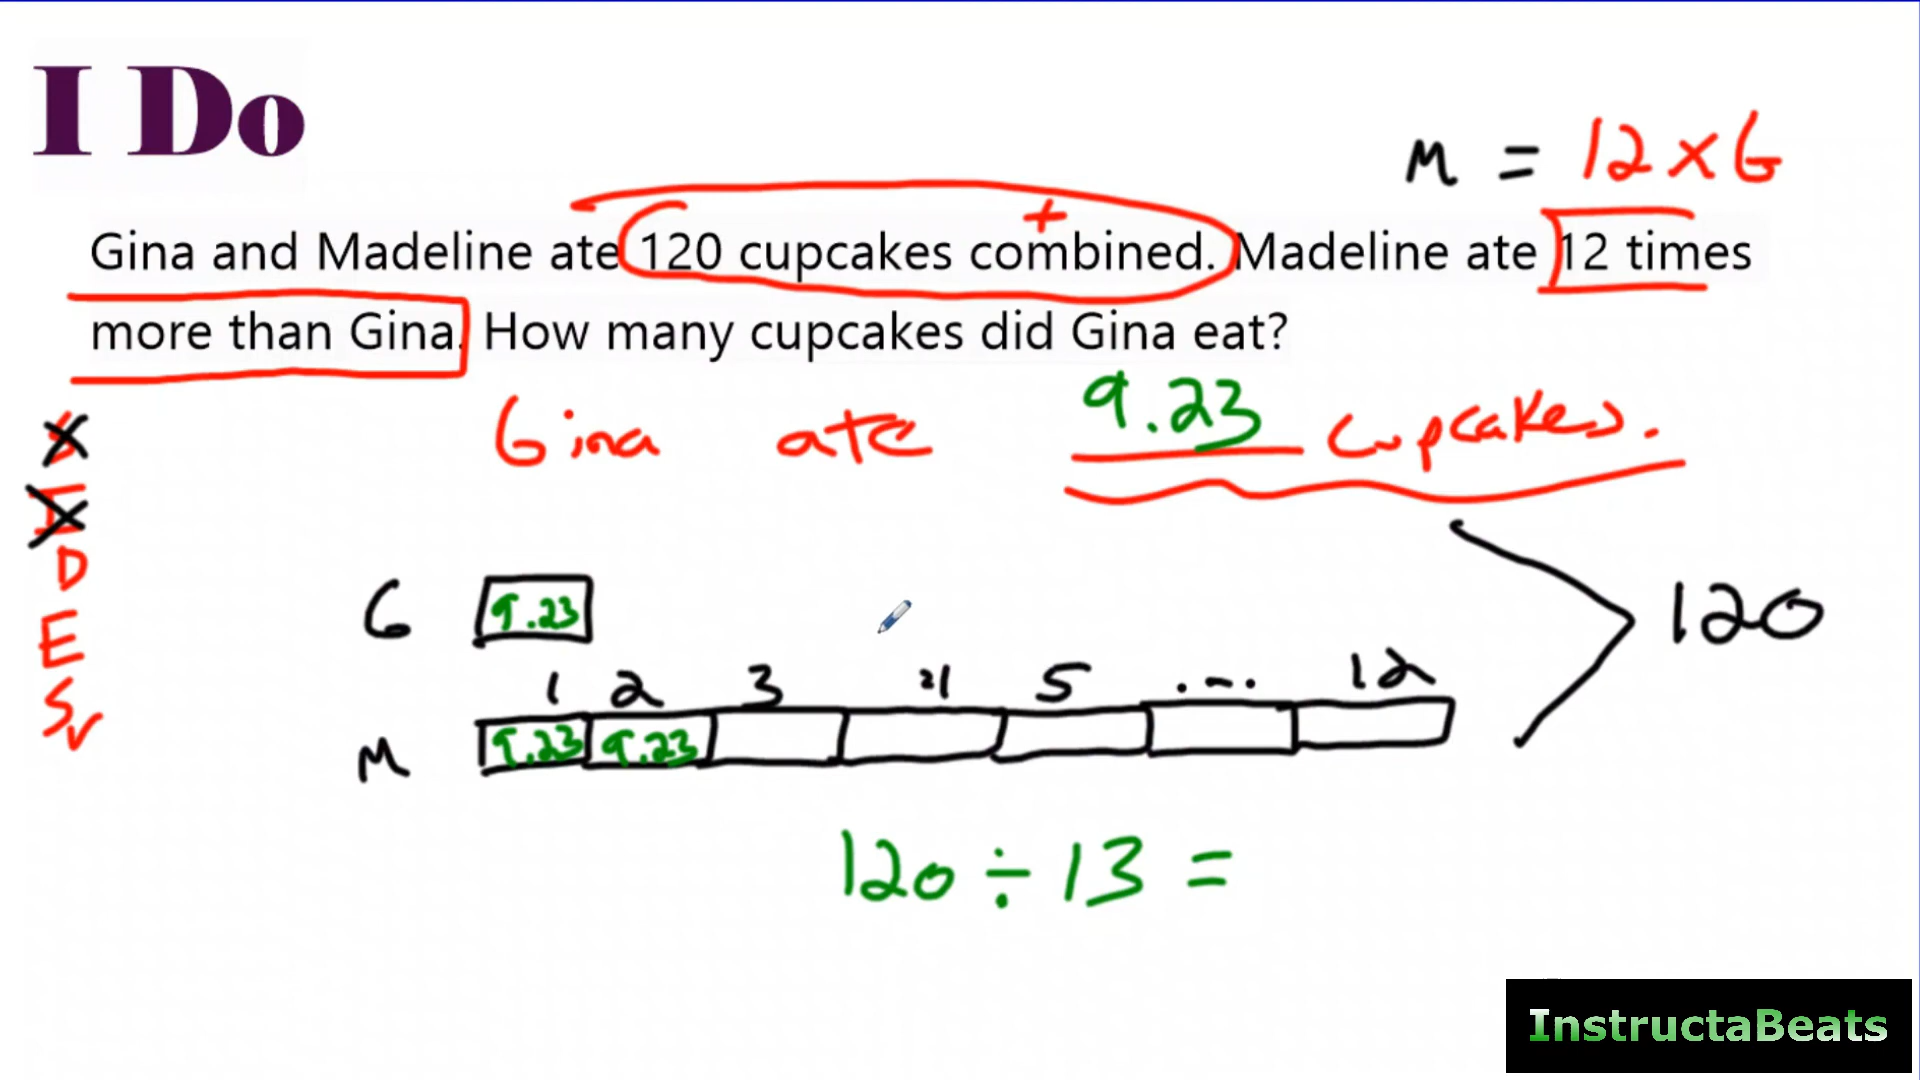 I Do
M = 12 x G
+
Gina and Madeline ate 120 cupcakes combined. Madeline ate 12 times
more than Gina. How many cupcakes did Gina eat?
Gina ate 9.23 cupcakes.
S
I
D
E
S
G 9.23
120
1 2 3 4 5 ... 12
M 9.23 9.23
120 ÷ 13 =
InstructaBeats